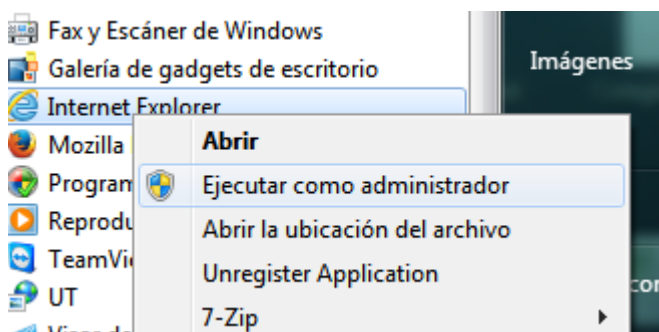 Fax y Escáner de Windows
Galería de gadgets de escritorio
Internet Explorer
Mozilla
TeamVi
UT
Imágenes
Abrir
Ejecutar como administrador
Abrir la ubicación del archivo
Unregister Application
7-Zip